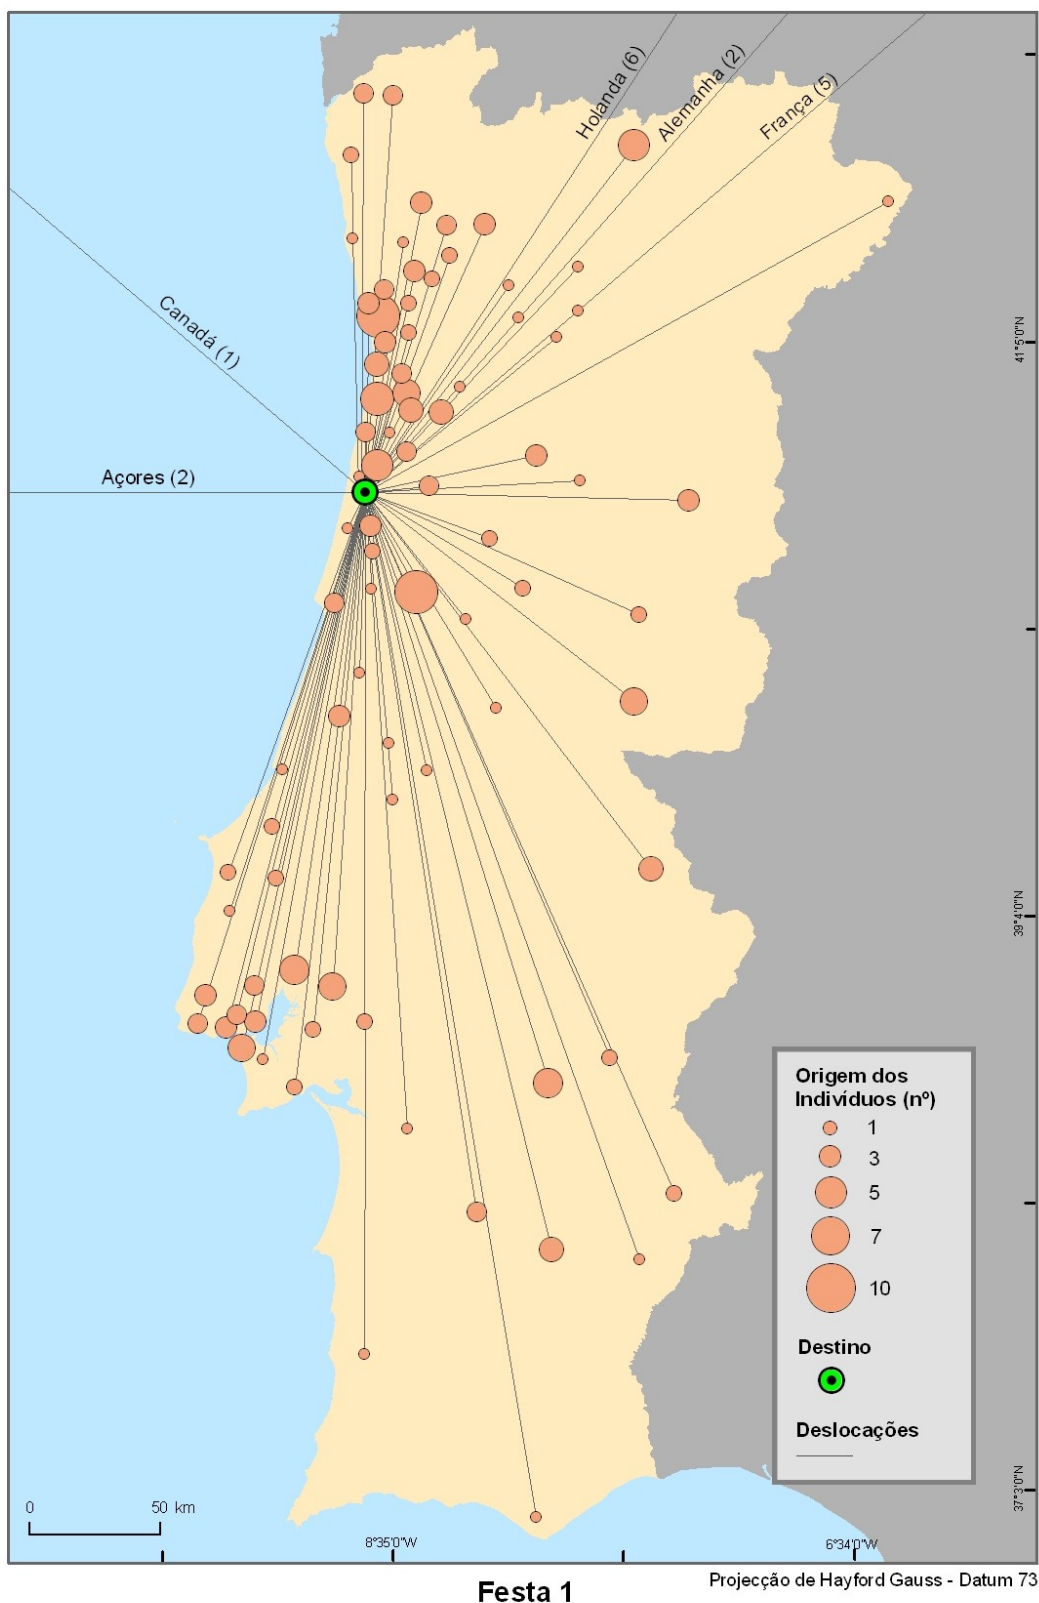 Holanda (6)
Alemanha (2)
França (5)
Canadá (1)
Açores (2)
41°5'0"N
39°4'0"N
37°3'0"N
Origem dos
Indivíduos (nº)
1
3
5
7
10
Destino
Deslocações
0 50 km
8°35'0"W
6°34'0"W
Projecção de Hayford Gauss - Datum 73
Festa 1